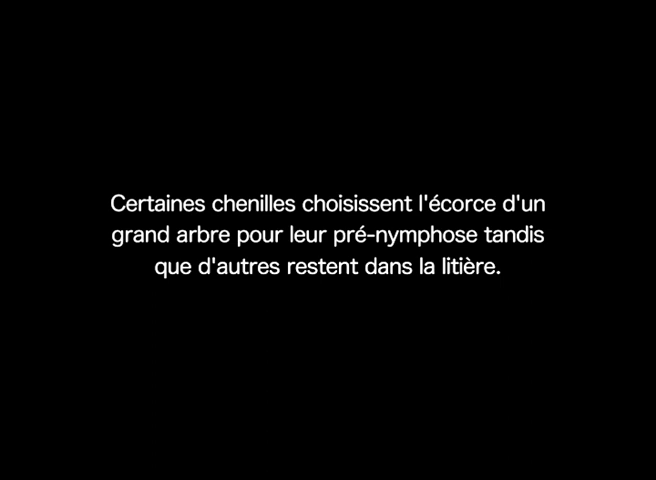 Certaines chenilles choisissent l'écorce d'un
grand arbre pour leur pré-nymphose tandis
que d'autres restent dans la litière.